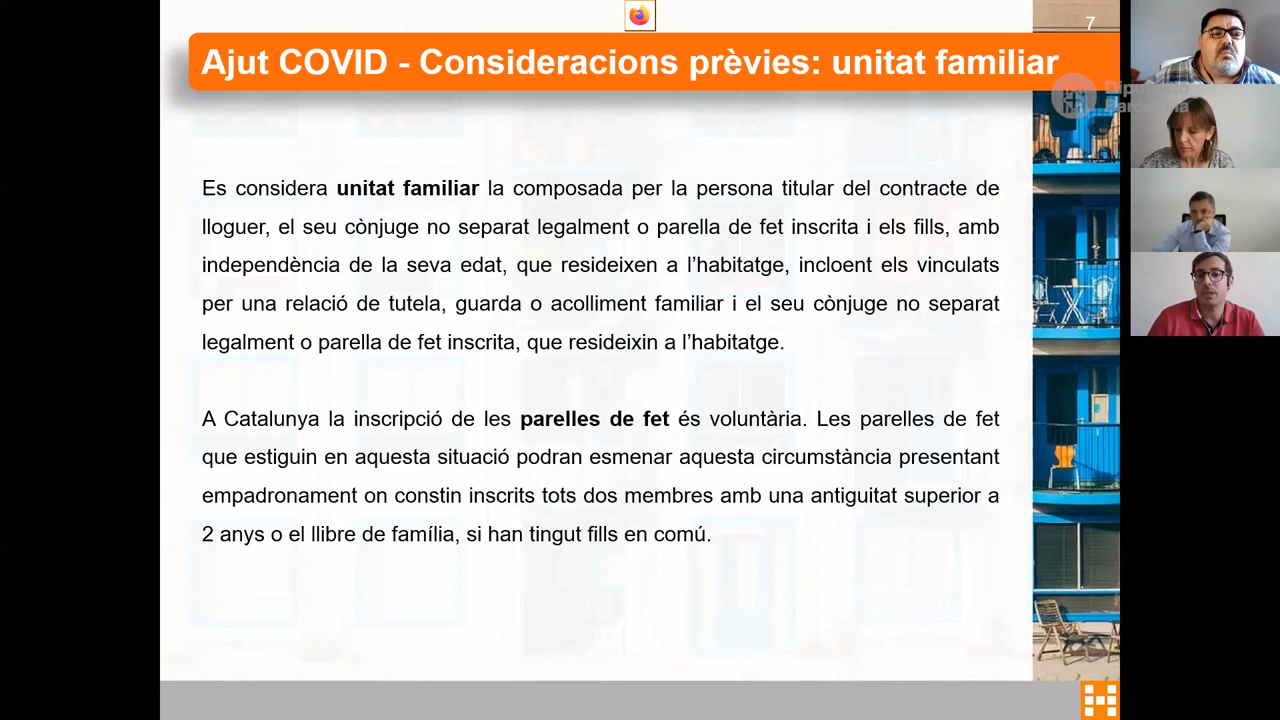 7
Ajut COVID - Consideracions prèvies: unitat familiar
Diputació
Barcelona
Es considera unitat familiar la composada per la persona titular del contracte de
lloguer, el seu cònjuge no separat legalment o parella de fet inscrita i els fills, amb
independència de la seva edat, que resideixen a l’habitatge, incloent els vinculats
per una relació de tutela, guarda o acolliment familiar i el seu cònjuge no separat
legalment o parella de fet inscrita, que resideixin a l’habitatge.
A Catalunya la inscripció de les parelles de fet és voluntària. Les parelles de fet
que estiguin en aquesta situació podran esmenar aquesta circumstància presentant
empadronament on constin inscrits tots dos membres amb una antiguitat superior a
2 anys o el llibre de família, si han tingut fills en comú.